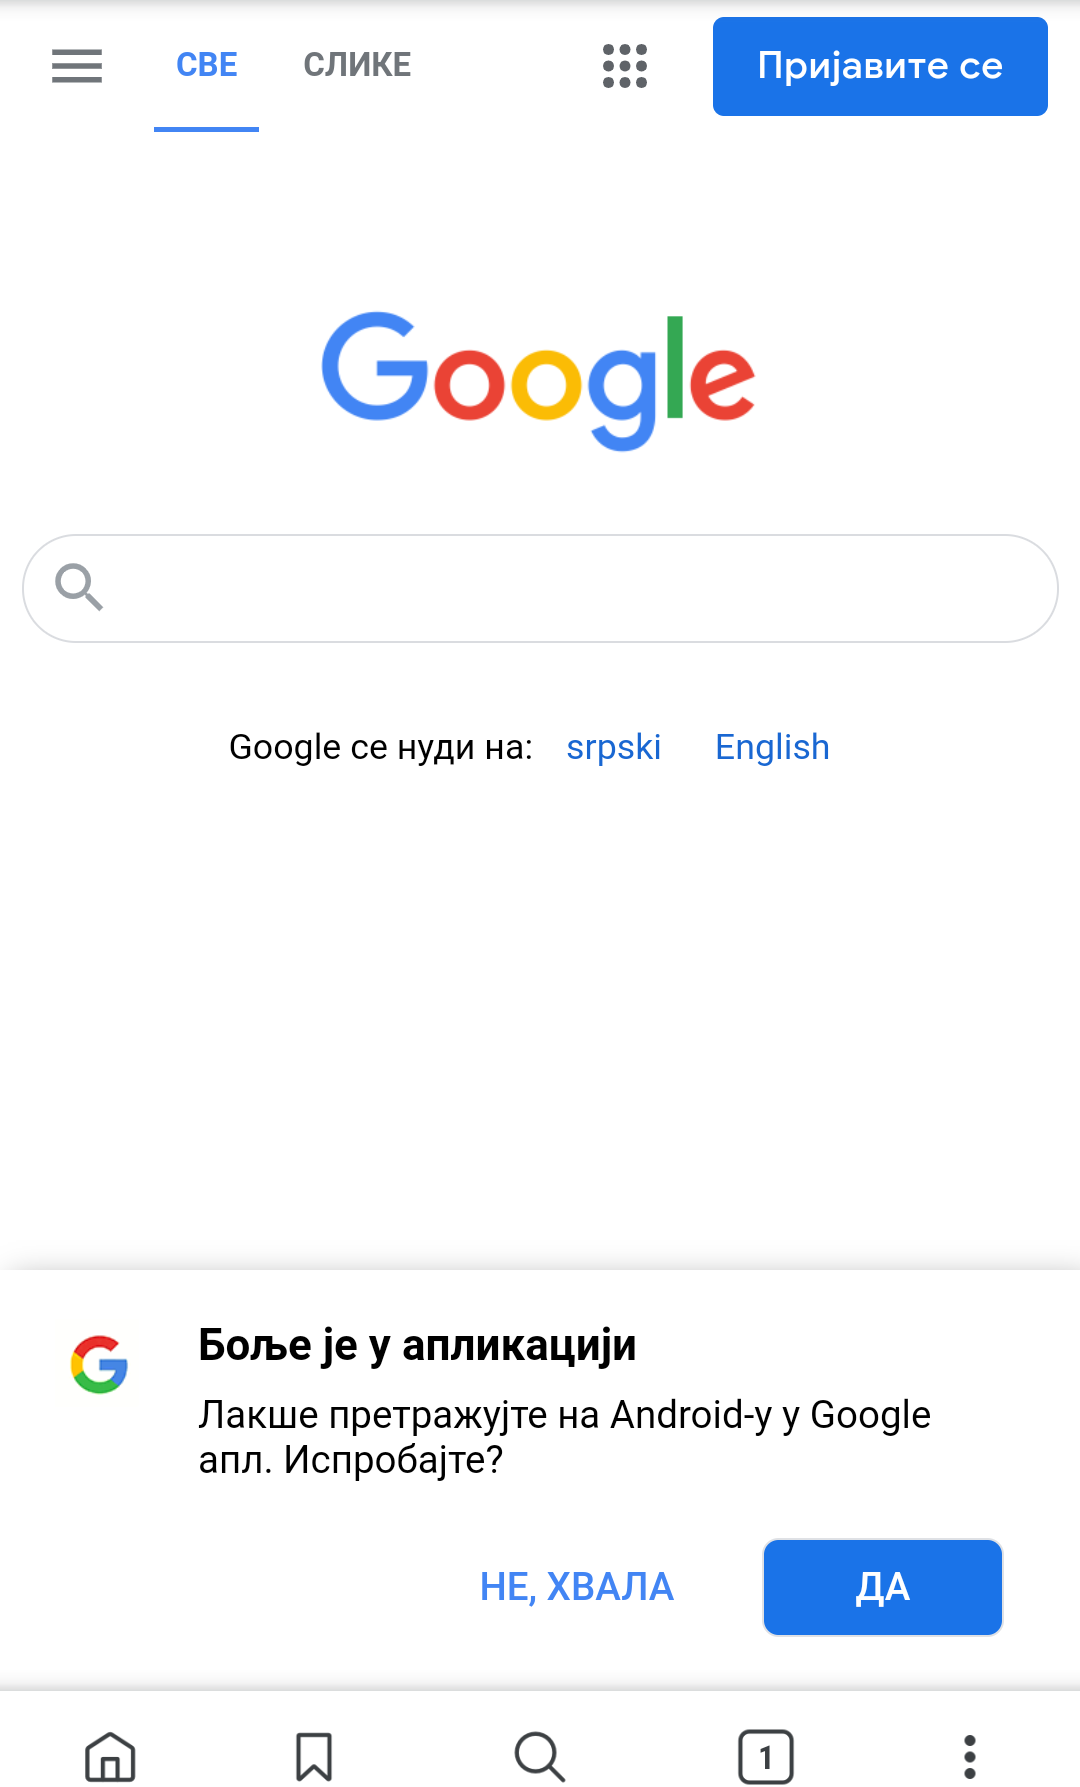 СВЕ СЛИКЕ Пријавите се
Google
Google се нуди на: srpski English
Боље је у апликацији
Лакше претражујте на Android-у у Google
апл. Испробајте?
НЕ, ХВАЛА ДА
1